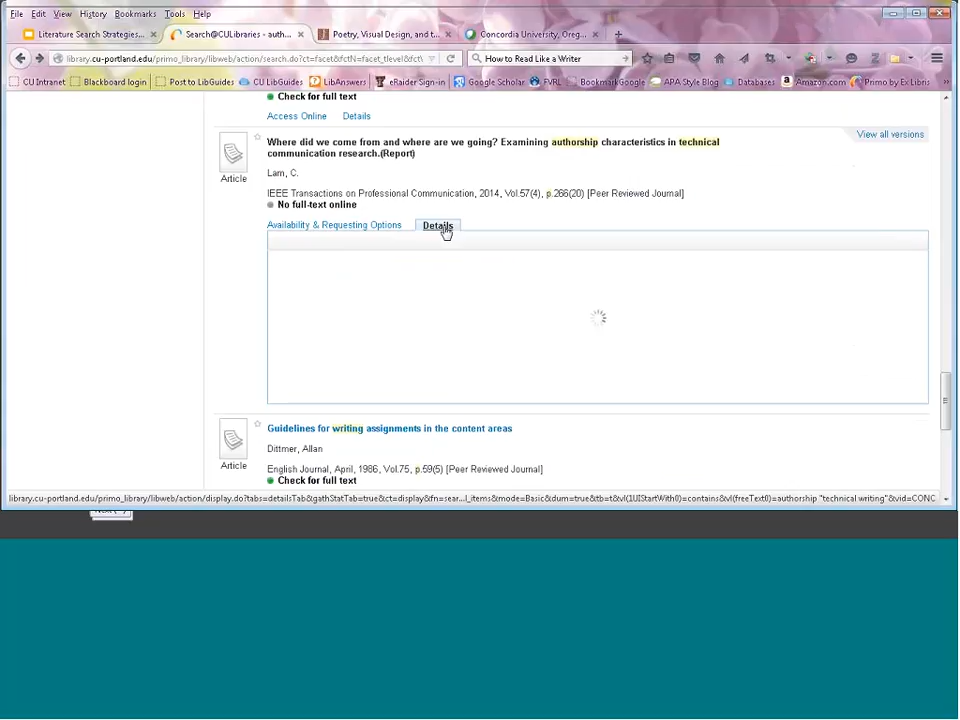 File Edit View History Bookmarks Tools Help
Literature Search Strategies... × Search@CULibraries - auth... × Poetry, Visual Design, and t... × Concordia University, Oreg... × +
library.cu-portland.edu/primo_library/libweb/action/search.do?ct=facet&fctN=facet_tlevel&fct How to Read Like a Writer
CU Intranet Blackboard login Post to LibGuides CU LibGuides LibAnswers eRaider Sign-in Google Scholar FVRL BookmarkGoogle APA Style Blog Databases Amazon.com Primo by Ex Libris »
Check for full text
Access Online Details
View all versions
Where did we come from and where are we going? Examining authorship characteristics in technical
communication research.(Report)
Article
Lam, C.
IEEE Transactions on Professional Communication, 2014, Vol.57(4), p.266(20) [Peer Reviewed Journal]
No full-text online
Availability & Requesting Options Details
Guidelines for writing assignments in the content areas
Dittmer, Allan
Article
English Journal, April, 1986, Vol.75, p.59(5) [Peer Reviewed Journal]
Check for full text
library.cu-portland.edu/primo_library/libweb/action/display.do?tabs=detailsTab&gathStatTab=true&ct=display&fn=sear...l_items&mode=Basic&dum=true&tb=t&vl(1UIStartWith0)=contains&vl(freeText0)=authorship "technical writing"&vid=CONC